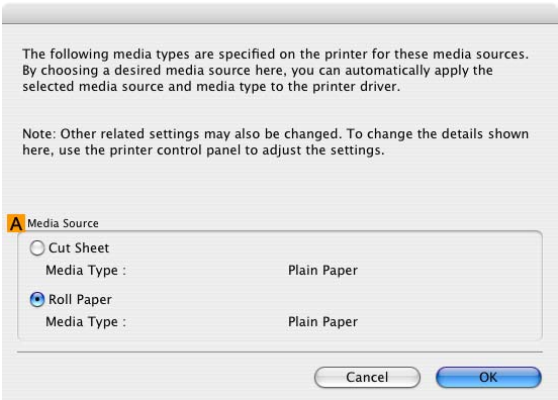 The following media types are specified on the printer for these media sources.
By choosing a desired media source here, you can automatically apply the
selected media source and media type to the printer driver.
Note: Other related settings may also be changed. To change the details shown
here, use the printer control panel to adjust the settings.
A Media Source
Cut Sheet
Media Type : Plain Paper
Roll Paper
Media Type : Plain Paper
Cancel OK